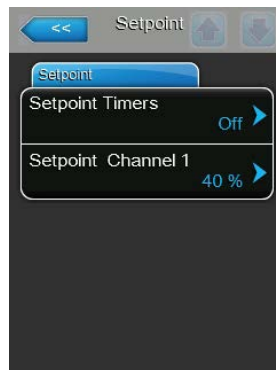 << Setpoint
Setpoint
Setpoint Timers
Off
Setpoint Channel 1
40 %